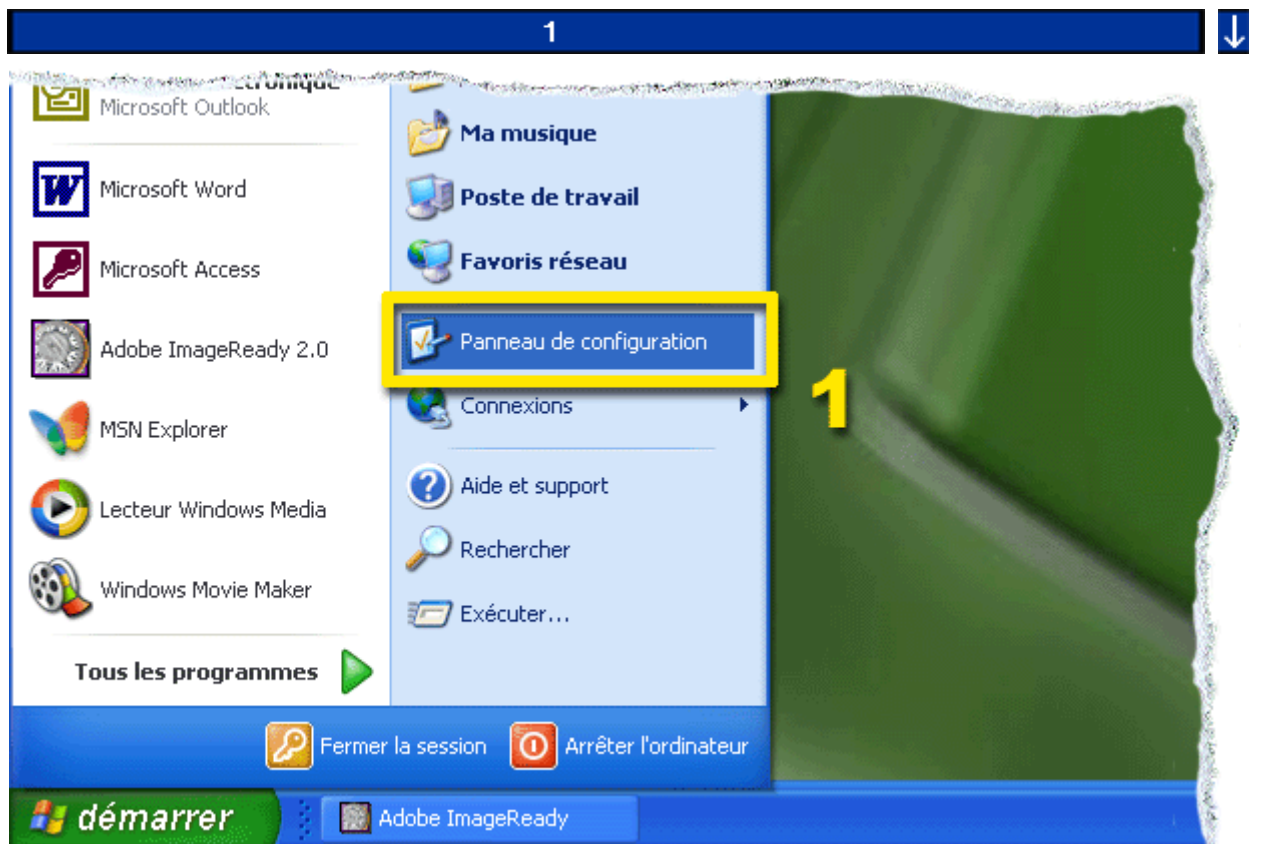 1
Microsoft Outlook
Microsoft Word
Microsoft Access
Adobe ImageReady 2.0
MSN Explorer
Lecteur Windows Media
Windows Movie Maker
Tous les programmes
Ma musique
Poste de travail
Favoris réseau
Panneau de configuration
1
Connexions
Aide et support
Rechercher
Exécuter...
Fermer la session
Arrêter l'ordinateur
démarrer
Adobe ImageReady